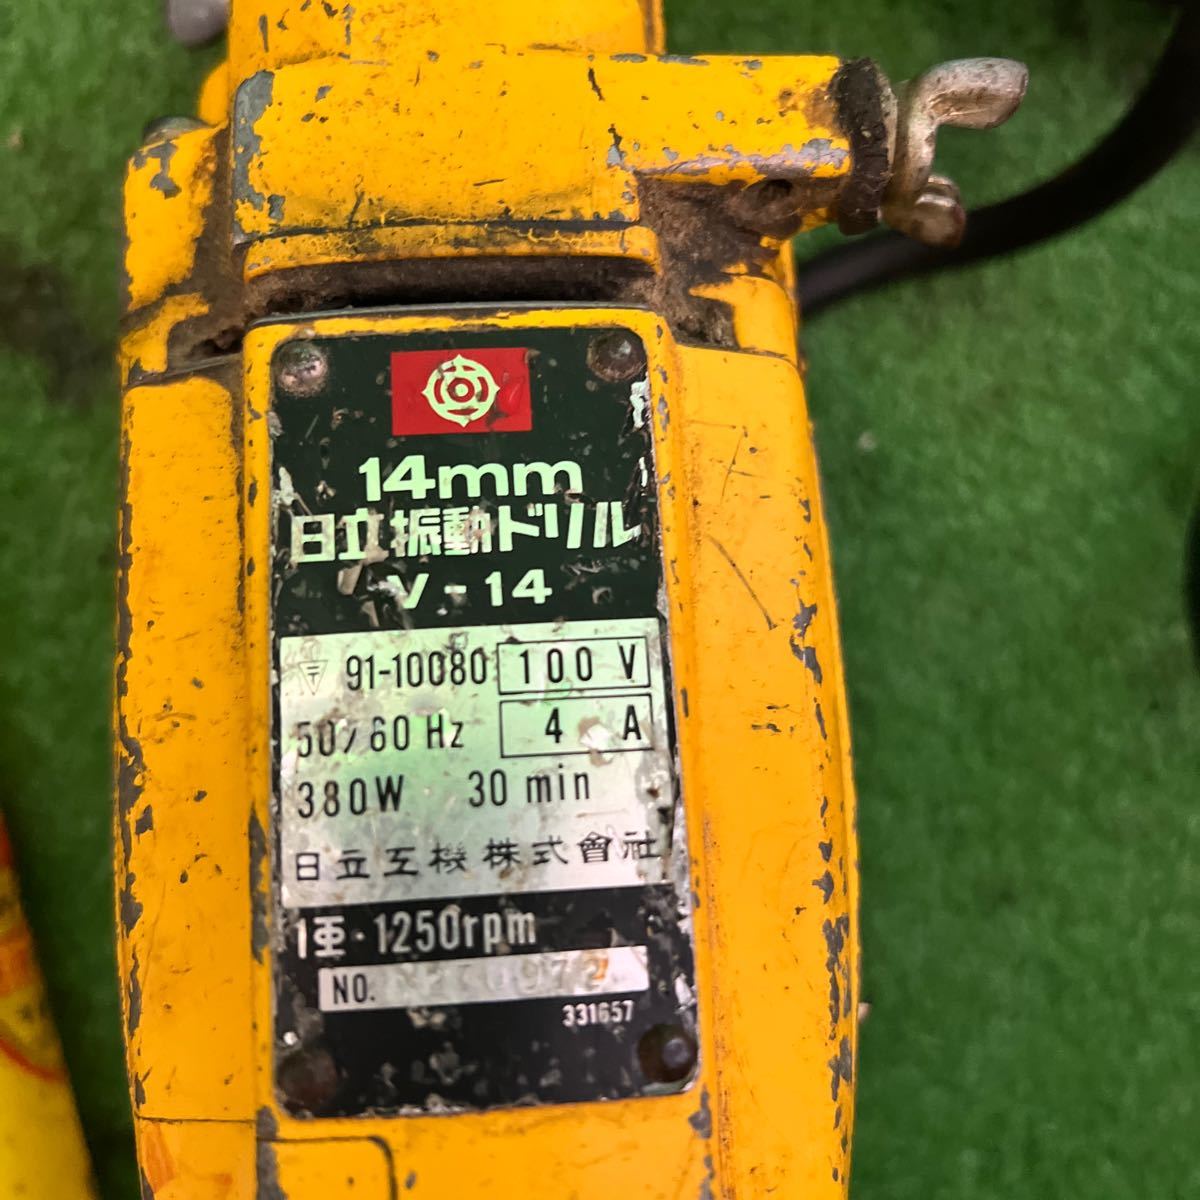 14mm
日立振動ドリル
V-14
〒 91-10080 100 V
50/60 Hz 4 A
380W 30 min
日立工機株式會社
1重・1250rpm
NO.
331657